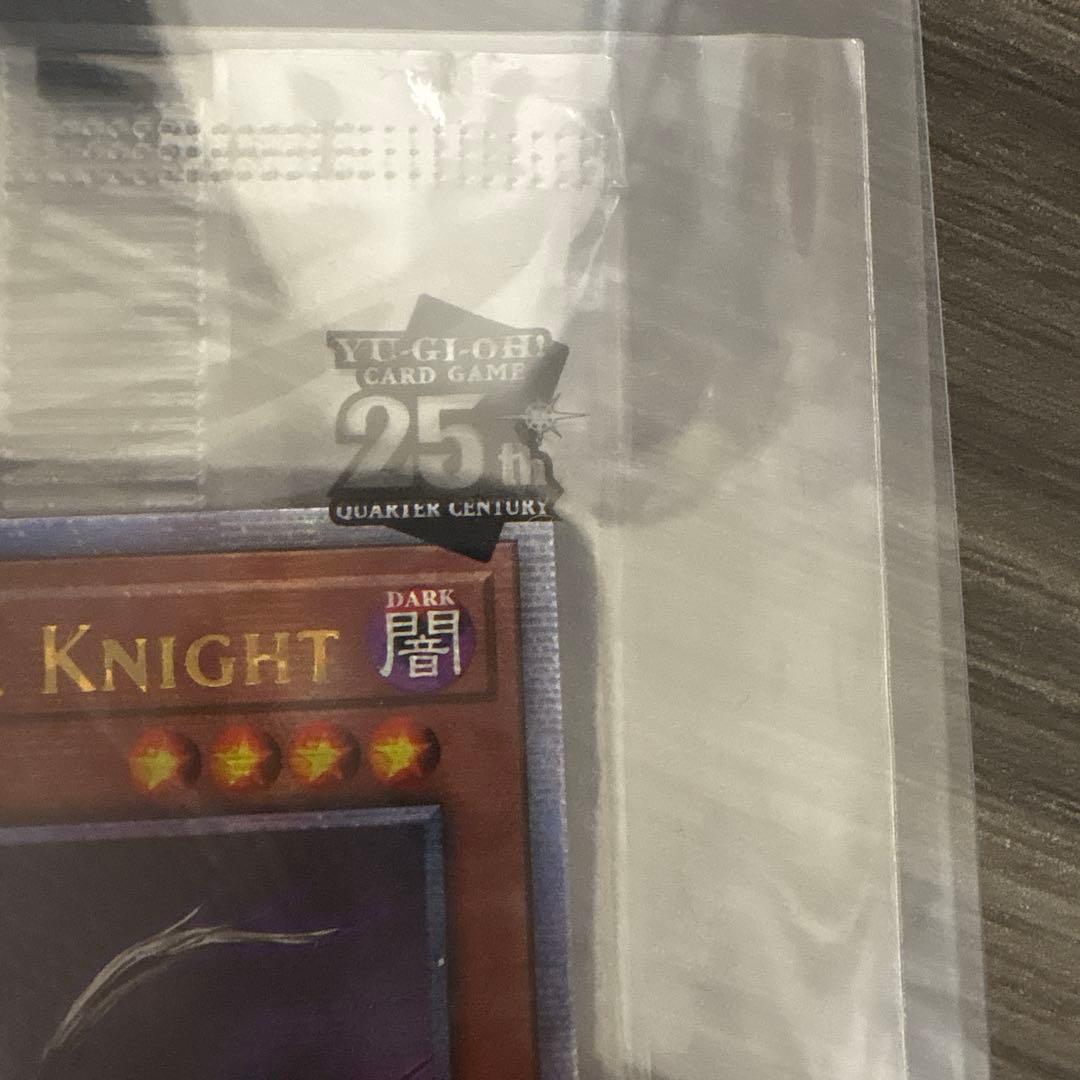 YU-GI-OH!
CARD GAME
25th
QUARTER CENTURY
DARK
KNIGHT
闇